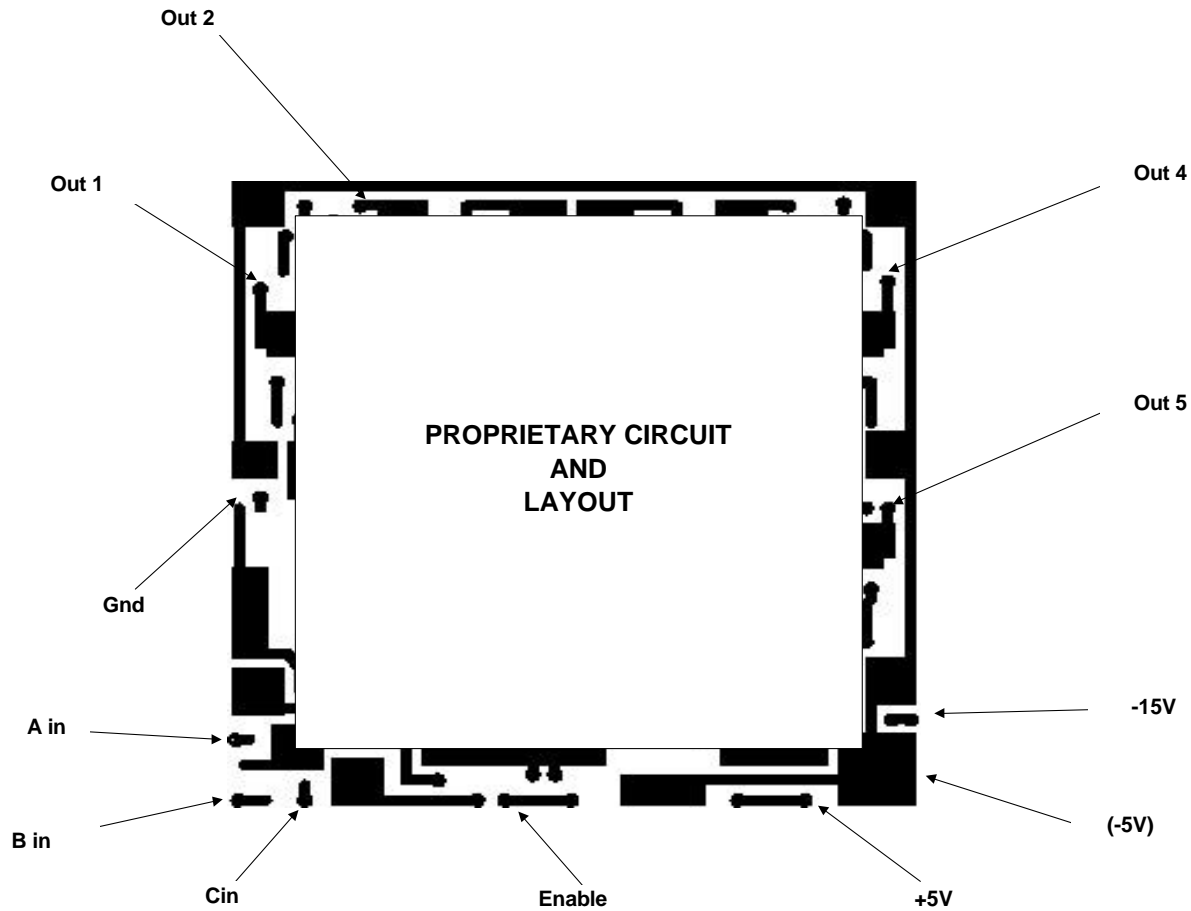 Out 2
Out 1
Out 4
Out 5
PROPRIETARY CIRCUIT
AND
LAYOUT
Gnd
-15V
A in
(-5V)
B in
Cin
Enable
+5V